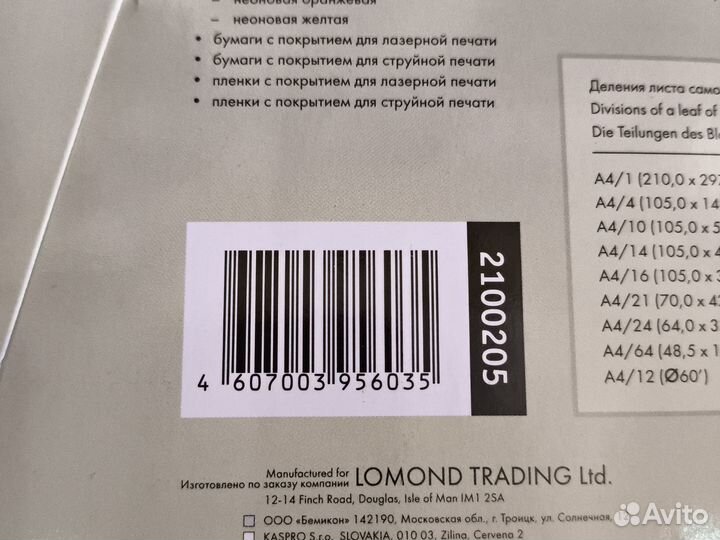 – неоновая оранжевая
– неоновая желтая
• бумаги с покрытием для лазерной печати
• бумаги с покрытием для струйной печати
• пленки с покрытием для лазерной печати
• пленки с покрытием для струйной печати
Деления листа само
Divisions of a leaf of
Die Teilungen des Bl
A4/1 (210,0 x 297
A4/4 (105,0 x 14
A4/10 (105,0 x 5
A4/14 (105,0 x 4
A4/16 (105,0 x 3
A4/21 (70,0 x 42
A4/24 (64,0 x 3
A4/64 (48,5 x 1
A4/12 (Ø60')
2100205
4 607003 956035
Manufactured for
Изготовлено по заказу компании
LOMOND TRADING Ltd.
12-14 Finch Road, Douglas, Isle of Man IM1 2SA
ООО «Бемикон» 142190, Московская обл., г. Троицк, ул. Солнечная,
KASPRO S.r.o. SLOVAKIA, 010 03, Zilina, Cervena 2
Avito